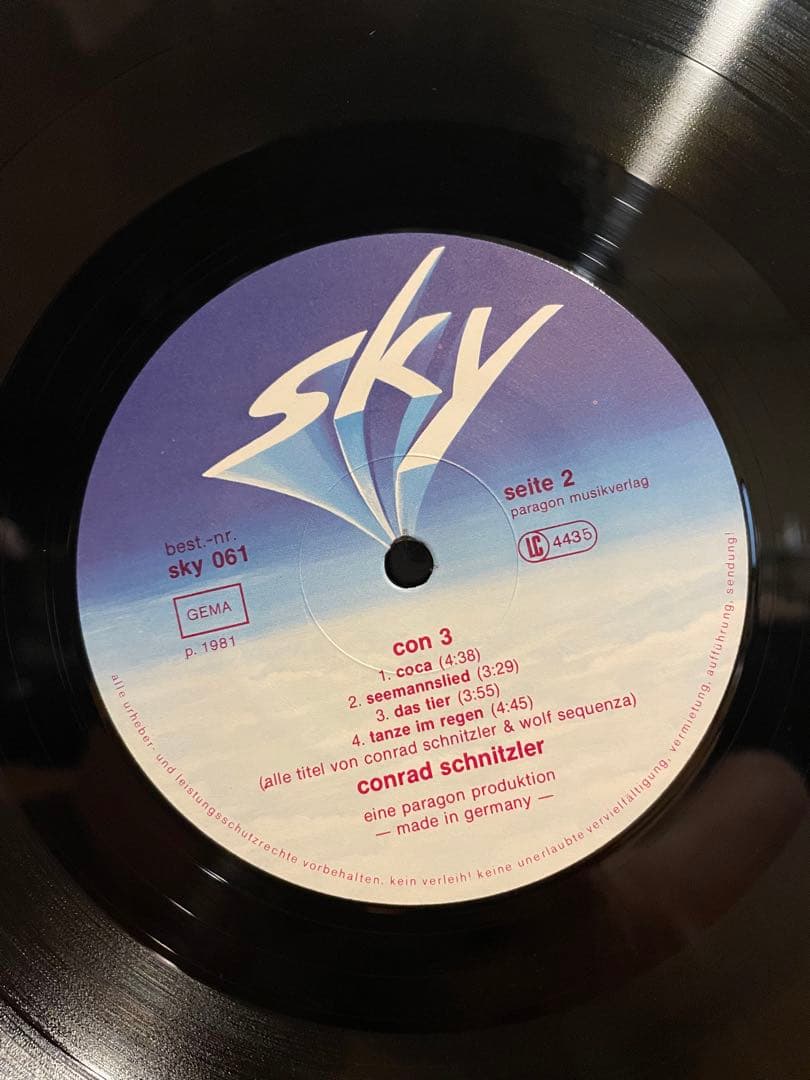 sky
seite 2
paragon musikverlag
LC 4435
best.-nr.
sky 061
GEMA
p. 1981
con 3
1. coca (4:38)
2. seemannslied (3:29)
3. das tier (3:55)
4. tanze im regen (4:45)
(alle titel von conrad schnitzler & wolf sequenza)
conrad schnitzler
eine paragon produktion
— made in germany —
alle urheber- und leistungsschutzrechte vorbehalten. kein verleih! keine unerlaubte vervielfältigung, vermietung, aufführung, sendung!